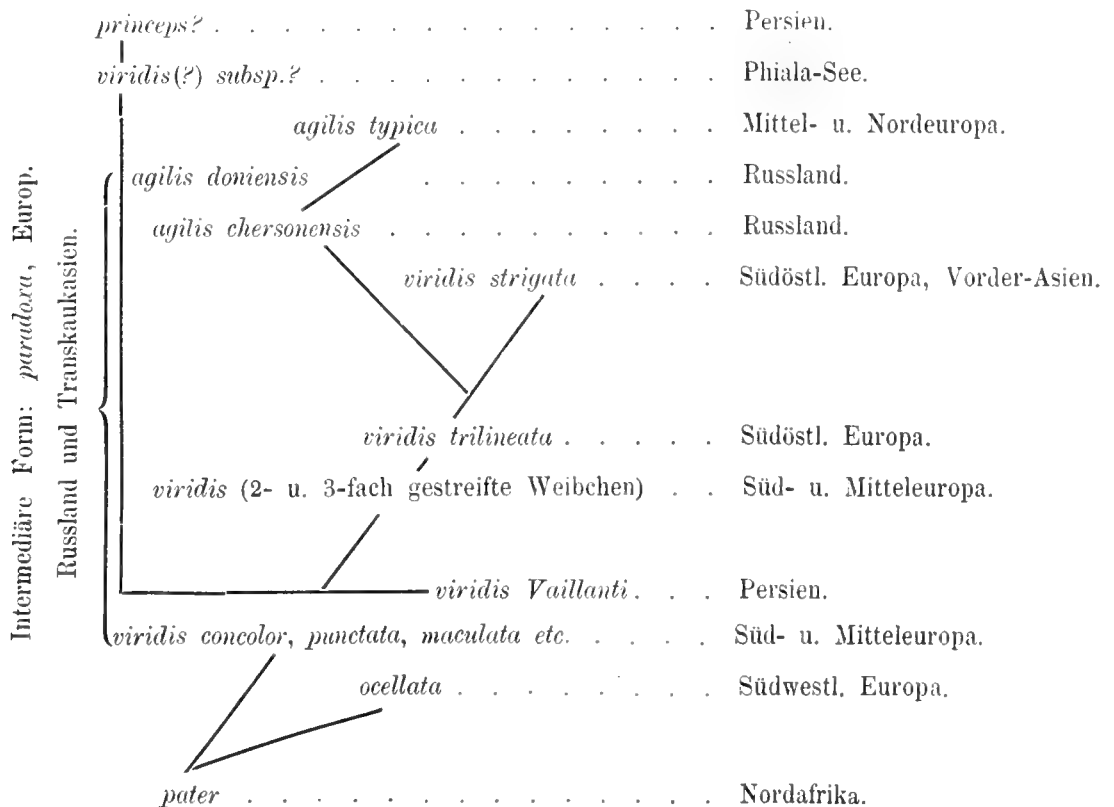 princeps? . . . . . . . . . . . . . . . Persien.
viridis(?) subsp.? . . . . . . . . . . . . Phiala-See.
agilis typica . . . . . . . . Mittel- u. Nordeuropa.
agilis doniensis . . . . . . . . . Russland.
agilis chersonensis . . . . . . . . . . Russland.
viridis strigata . . . . Südöstl. Europa, Vorder-Asien.
viridis trilineata . . . . . Südöstl. Europa.
viridis (2- u. 3-fach gestreifte Weibchen) . . Süd- u. Mitteleuropa.
viridis Vaillanti . . . Persien.
viridis concolor, punctata, maculata etc. . . . . Süd- u. Mitteleuropa.
ocellata . . . . . . . . Südwestl. Europa.
pater . . . . . . . . . . . . . . Nordafrika.
Intermediäre Form: paradoxa, Europ.
Russland und Transkaukasien.